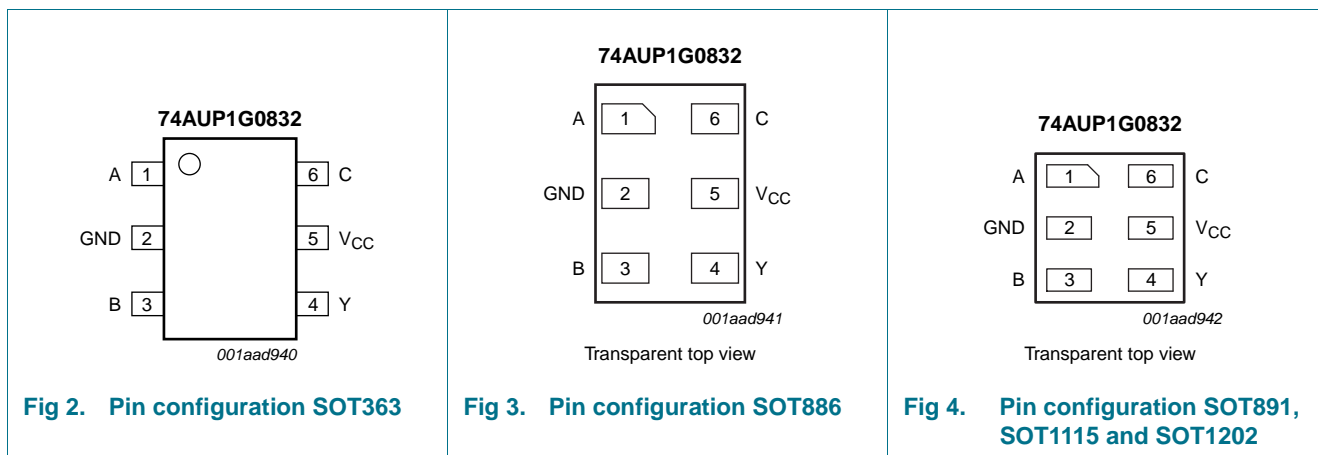 74AUP1G0832
A 1 6 C
GND 2 5 VCC
B 3 4 Y
001aad940
Fig 2. Pin configuration SOT363
74AUP1G0832
A 1 6 C
GND 2 5 VCC
B 3 4 Y
001aad941
Transparent top view
Fig 3. Pin configuration SOT886
74AUP1G0832
A 1 6 C
GND 2 5 VCC
B 3 4 Y
001aad942
Transparent top view
Fig 4. Pin configuration SOT891,
SOT1115 and SOT1202